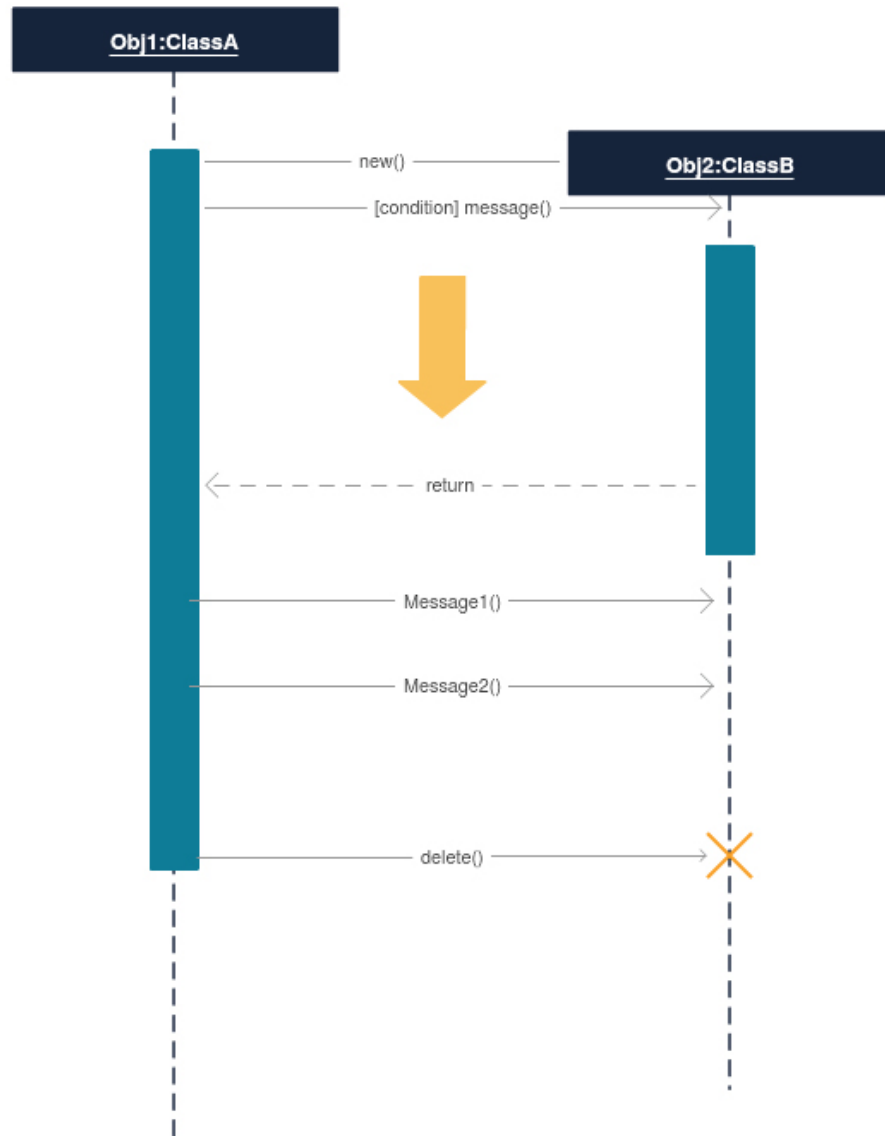 Obj1:ClassA
new()
Obj2:ClassB
[condition] message()
return
Message1()
Message2()
delete()